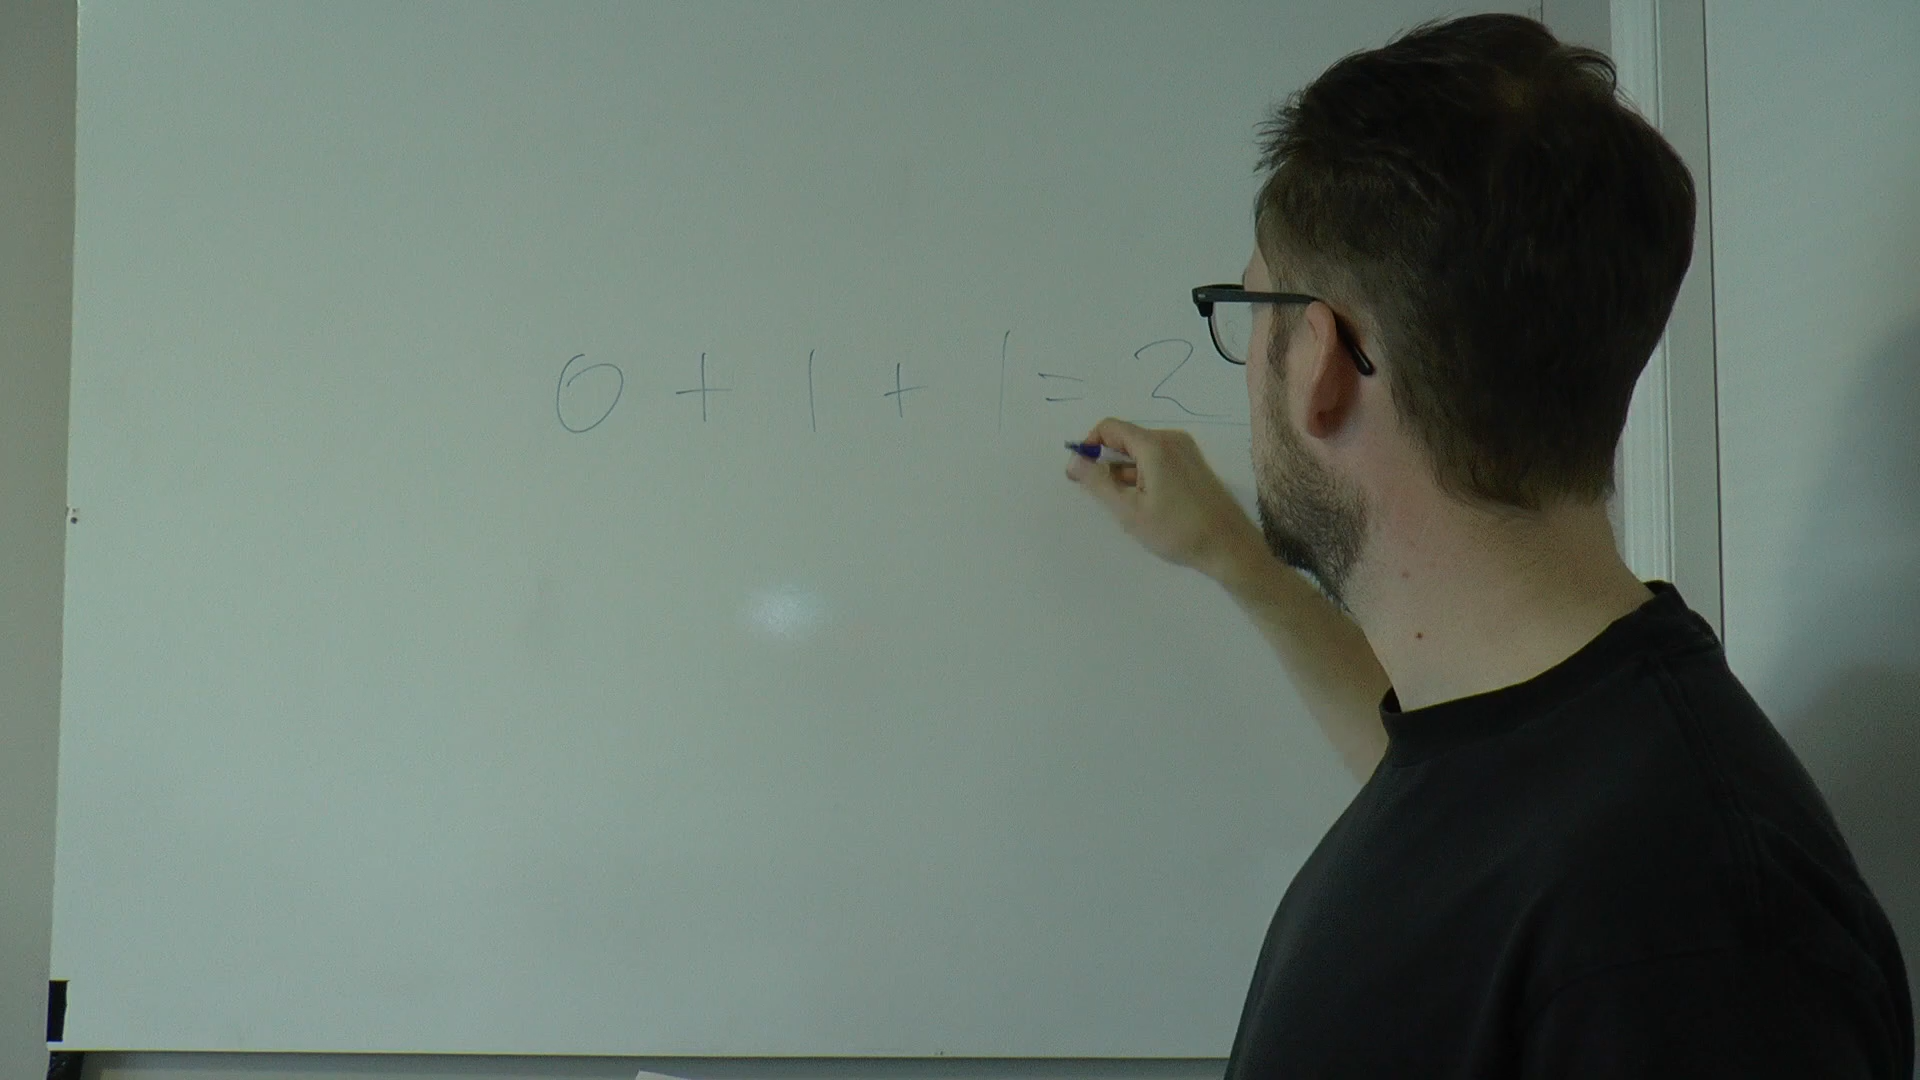 0 + 1 + 1 = 2